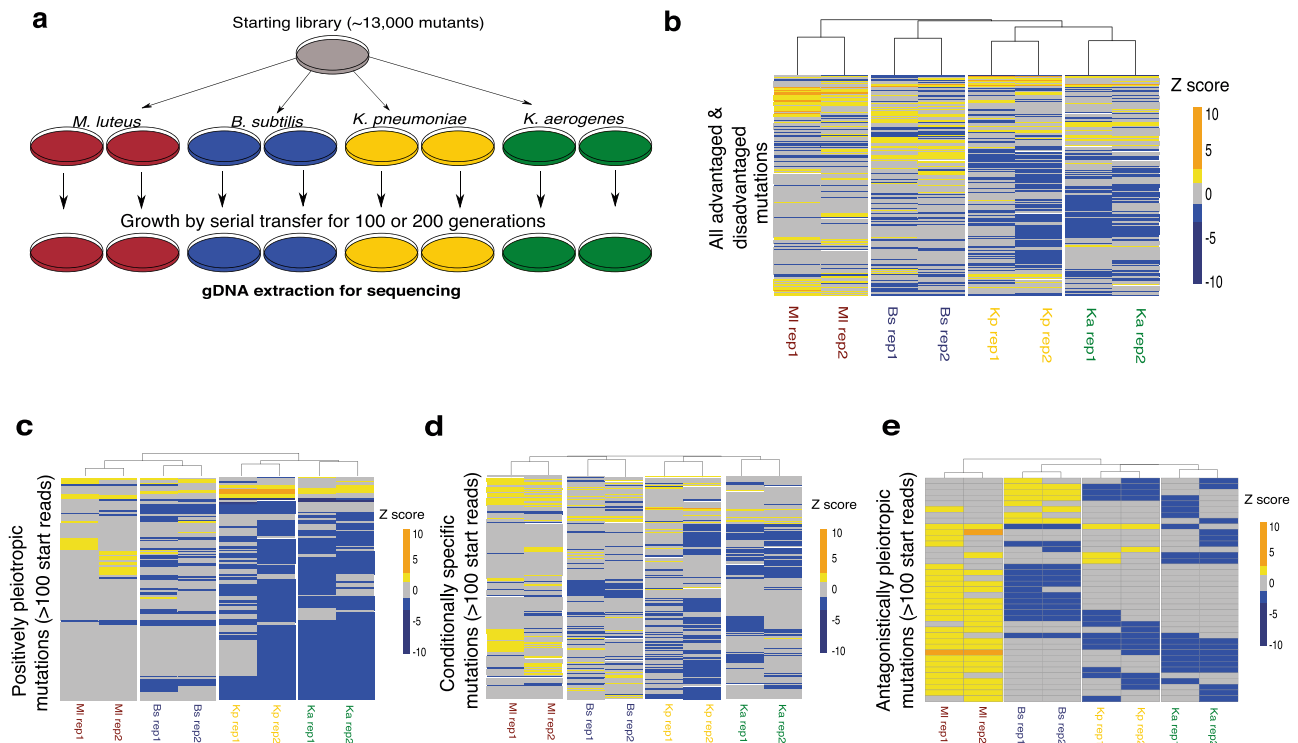 a
Starting library (~13,000 mutants)
M. luteus
B. subtilis
K. pneumoniae
K. aerogenes
Growth by serial transfer for 100 or 200 generations
gDNA extraction for sequencing
b
All advantaged &
disadvantaged
mutations
Z score
10
5
0
-5
-10
Ml rep1
Ml rep2
Bs rep1
Bs rep2
Kp rep1
Kp rep2
Ka rep1
Ka rep2
c
Positively pleiotropic
mutations (>100 start reads)
Z score
10
5
0
-5
-10
Ml rep1
Ml rep2
Bs rep1
Bs rep2
Kp rep1
Kp rep2
Ka rep1
Ka rep2
d
Conditionally specific
mutations (>100 start reads)
Z score
10
5
0
-5
-10
Ml rep1
Ml rep2
Bs rep1
Bs rep2
Kp rep1
Kp rep2
Ka rep1
Ka rep2
e
Antagonistically pleiotropic
mutations (>100 start reads)
Z score
10
5
0
-5
-10
Ml rep1
Ml rep2
Bs rep1
Bs rep2
Kp rep1
Kp rep2
Ka rep1
Ka rep2